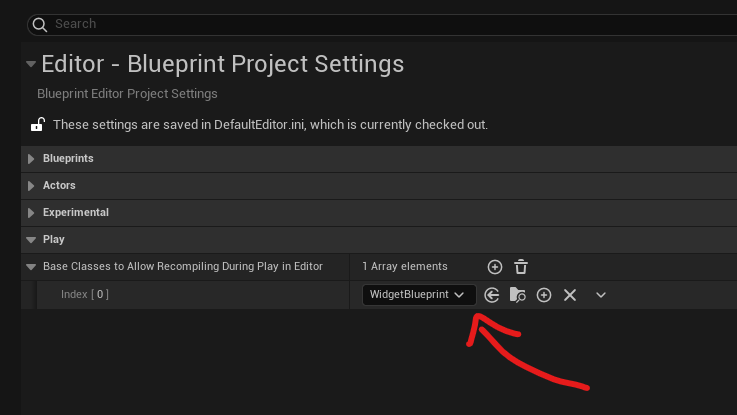 Search
Editor - Blueprint Project Settings
Blueprint Editor Project Settings
These settings are saved in DefaultEditor.ini, which is currently checked out.
Blueprints
Actors
Experimental
Play
Base Classes to Allow Recompiling During Play in Editor 1 Array elements
Index [ 0 ] WidgetBlueprint